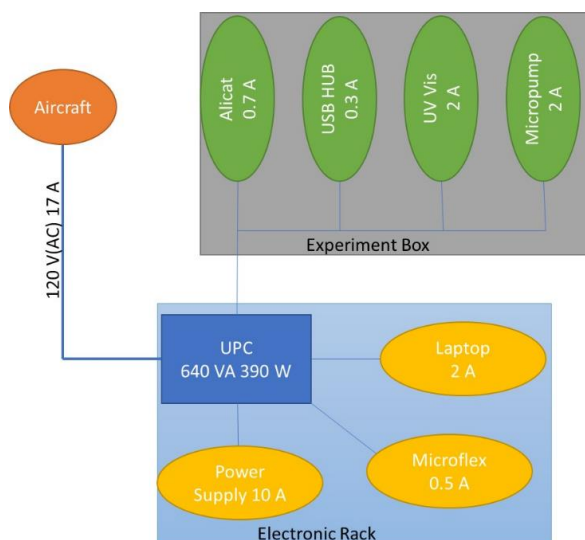 Aircraft
120 V(AC) 17 A
Alicat
0.7 A
USB HUB
0.3 A
UV Vis
2 A
Micropump
2 A
Experiment Box
UPC
640 VA 390 W
Laptop
2 A
Power
Supply 10 A
Microflex
0.5 A
Electronic Rack